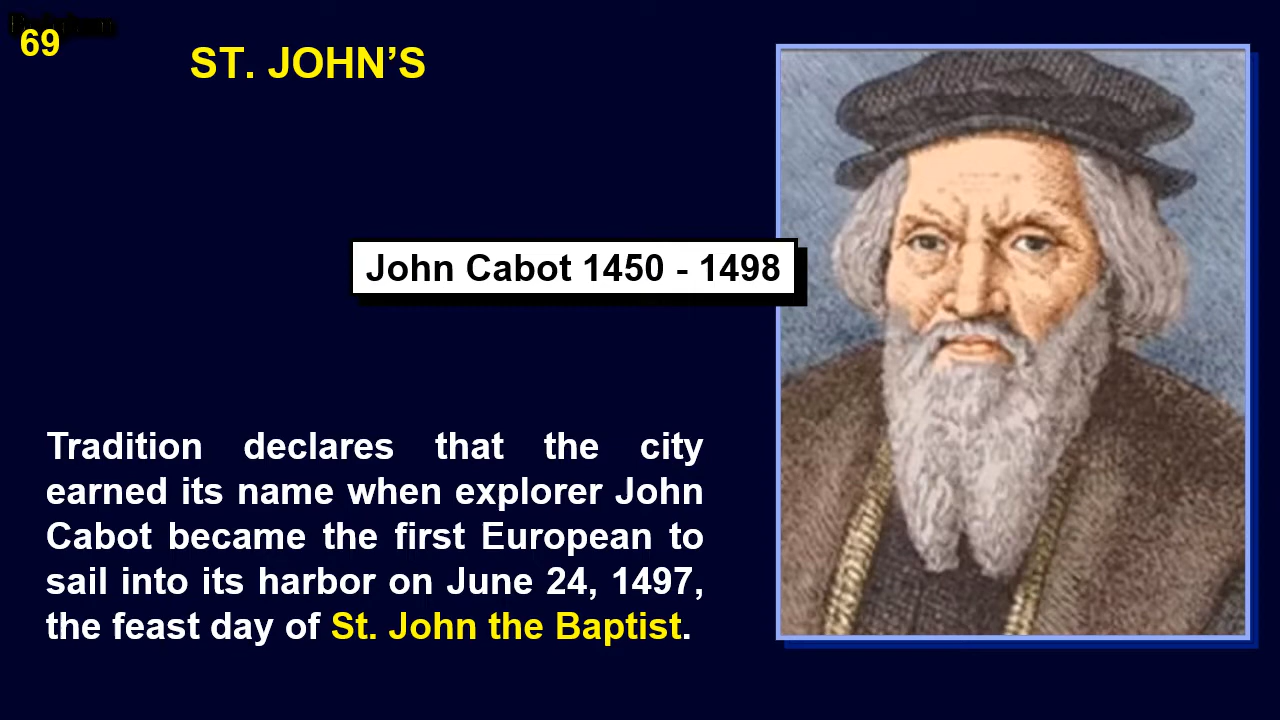 69
ST. JOHN’S
John Cabot 1450 - 1498
Tradition declares that the city
earned its name when explorer John
Cabot became the first European to
sail into its harbor on June 24, 1497,
the feast day of St. John the Baptist.